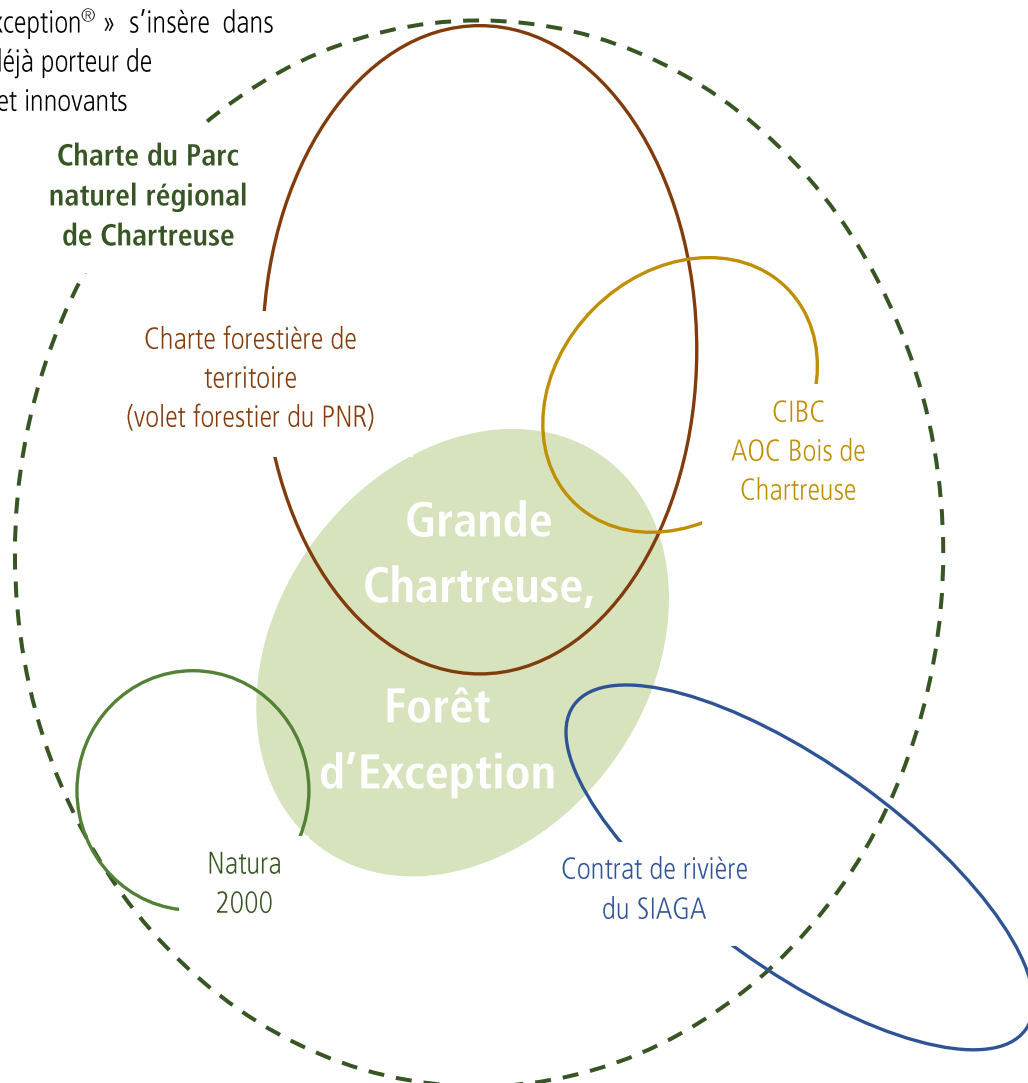 xception® » s’insère dans
déjà porteur de
et innovants
Charte du Parc
naturel régional
de Chartreuse
Charte forestière de
territoire
(volet forestier du PNR)
CIBC
AOC Bois de
Chartreuse
Grande
Chartreuse,
Forêt
d’Exception
Natura
2000
Contrat de rivière
du SIAGA